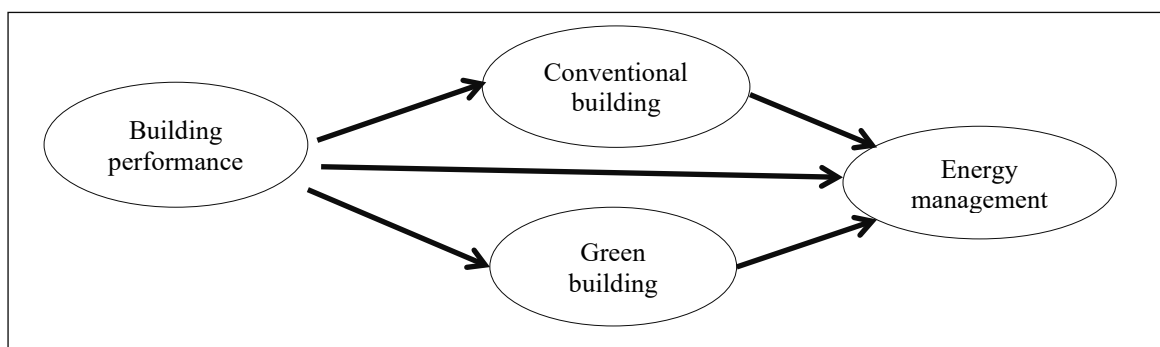 Building
performance
Conventional
building
Green
building
Energy
management